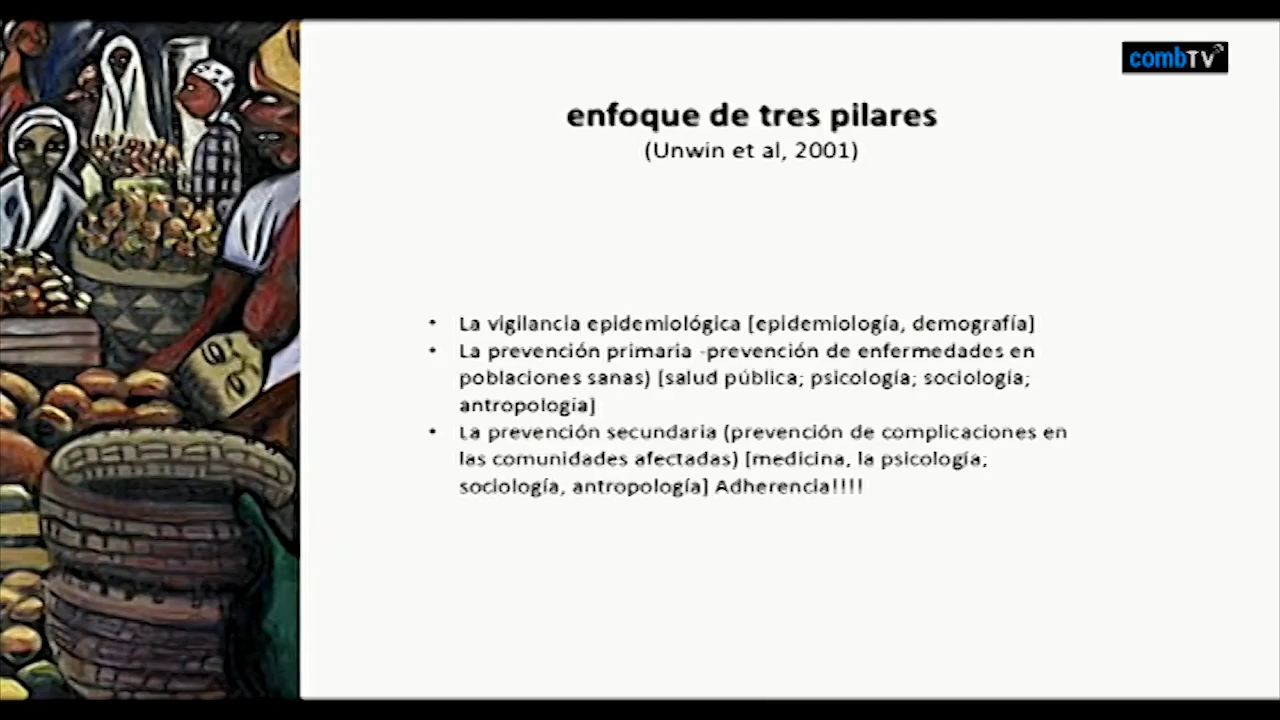 combTV
enfoque de tres pilares
(Unwin et al, 2001)
• La vigilancia epidemiológica [epidemiología, demografía]
• La prevención primaria -prevención de enfermedades en
poblaciones sanas) [salud pública; psicología; sociología;
antropología]
• La prevención secundaria (prevención de complicaciones en
las comunidades afectadas) [medicina, la psicología;
sociología, antropología] Adherencia!!!!